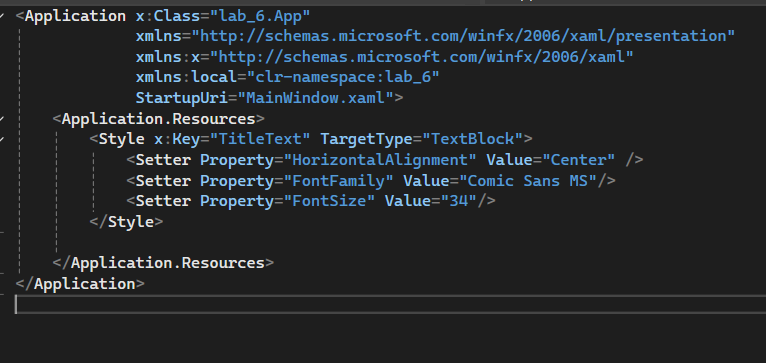 <Application x:Class="lab_6.App"
xmlns="http://schemas.microsoft.com/winfx/2006/xaml/presentation"
xmlns:x="http://schemas.microsoft.com/winfx/2006/xaml"
xmlns:local="clr-namespace:lab_6"
StartupUri="MainWindow.xaml">
<Application.Resources>
<Style x:Key="TitleText" TargetType="TextBlock">
<Setter Property="HorizontalAlignment" Value="Center" />
<Setter Property="FontFamily" Value="Comic Sans MS"/>
<Setter Property="FontSize" Value="34"/>
</Style>
</Application.Resources>
</Application>